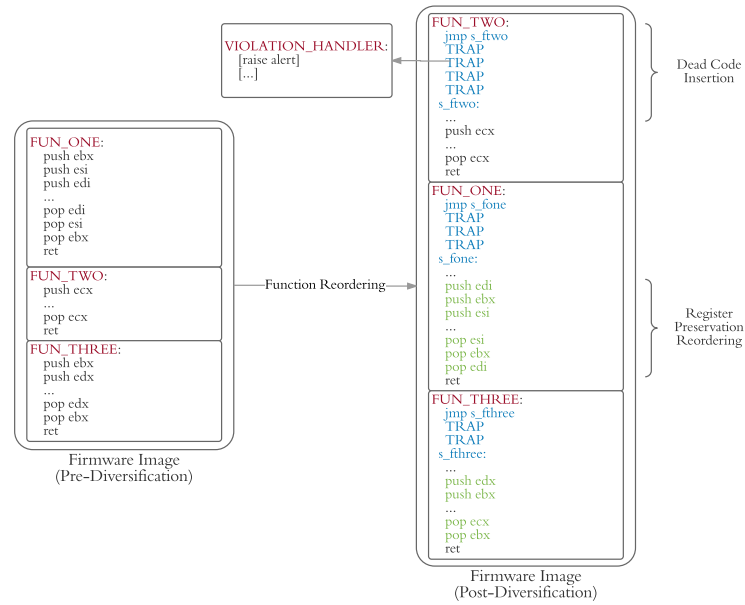 VIOLATION_HANDLER:
[raise alert]
[...]
FUN_ONE:
push ebx
push esi
push edi
...
pop edi
pop esi
pop ebx
ret
FUN_TWO:
push ecx
...
pop ecx
ret
FUN_THREE:
push ebx
push edx
...
pop edx
pop ebx
ret
Firmware Image
(Pre-Diversification)
Function Reordering
FUN_TWO:
jmp s_ftwo
TRAP
TRAP
TRAP
TRAP
s_ftwo:
...
push ecx
...
pop ecx
ret
FUN_ONE:
jmp s_fone
TRAP
TRAP
TRAP
s_fone:
...
push edi
push ebx
push esi
...
pop esi
pop ebx
pop edi
ret
FUN_THREE:
jmp s_fthree
TRAP
TRAP
s_fthree:
...
push edx
push ebx
...
pop ecx
pop ebx
ret
Firmware Image
(Post-Diversification)
Dead Code
Insertion
Register
Preservation
Reordering